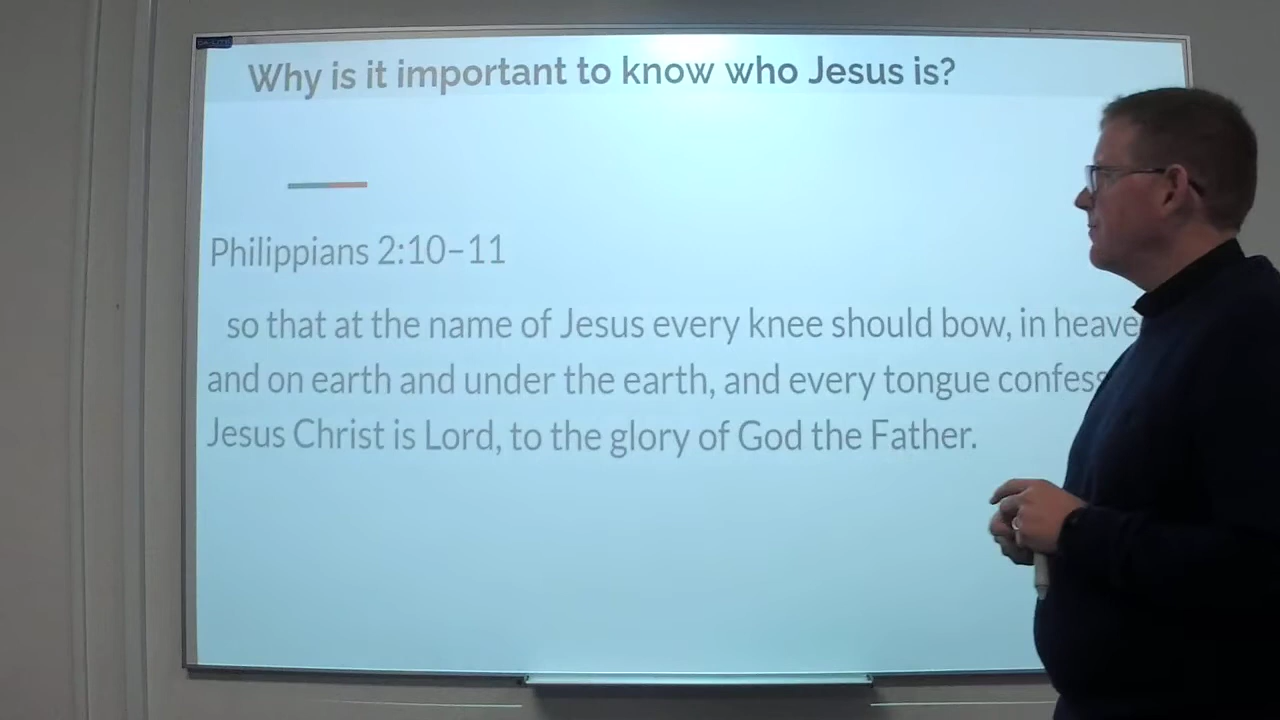 Why is it important to know who Jesus is?
Philippians 2:10–11
so that at the name of Jesus every knee should bow, in heave
and on earth and under the earth, and every tongue confess
Jesus Christ is Lord, to the glory of God the Father.